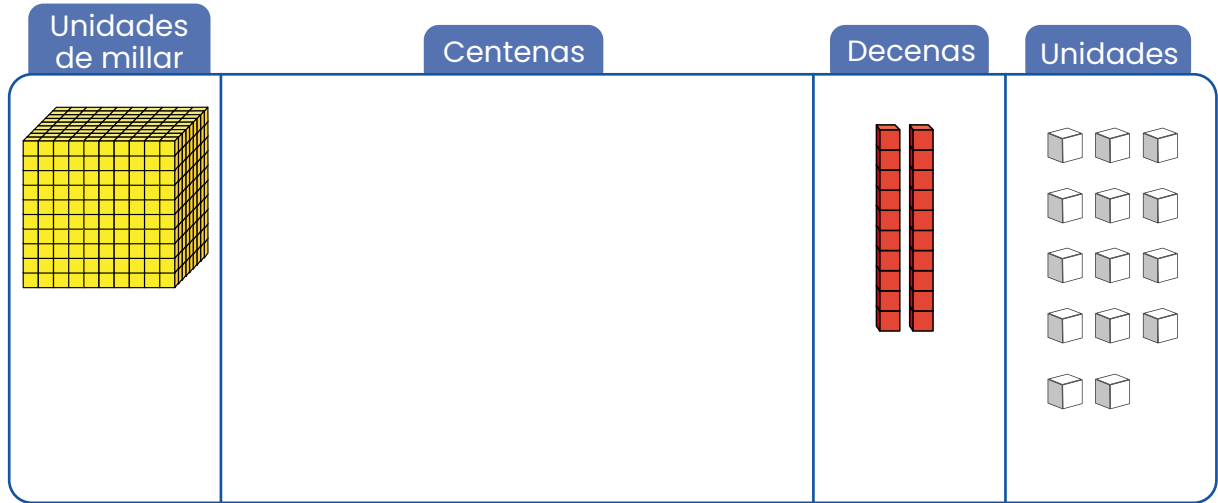 Unidades
de millar
Centenas
Decenas
Unidades